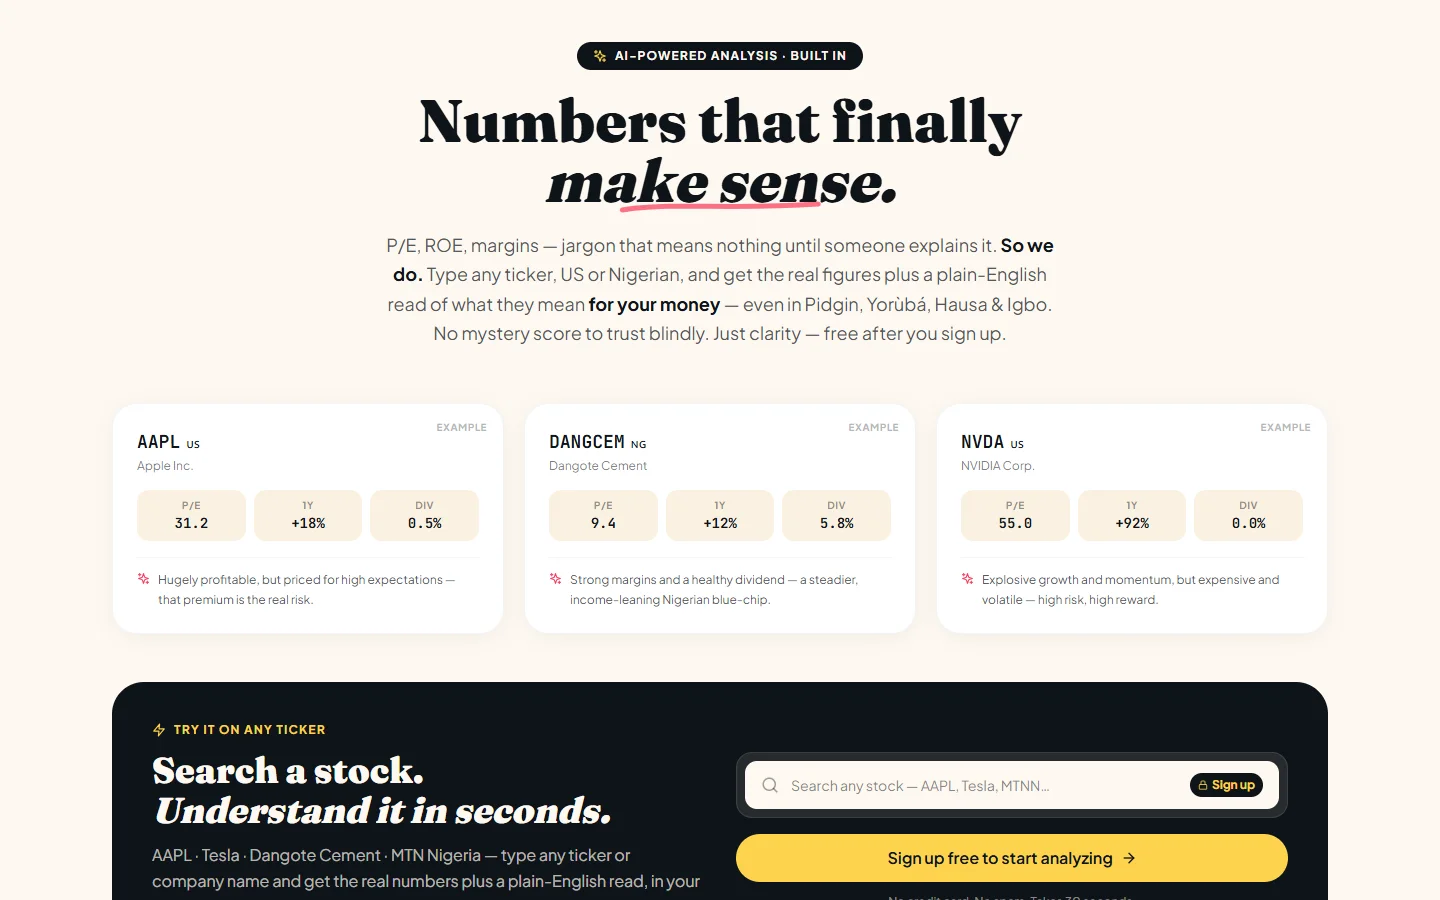 AI-POWERED ANALYSIS · BUILT IN
Numbers that finally
make sense.
P/E, ROE, margins — jargon that means nothing until someone explains it. So we
do. Type any ticker, US or Nigerian, and get the real figures plus a plain-English
read of what they mean for your money — even in Pidgin, Yorùbá, Hausa & Igbo.
No mystery score to trust blindly. Just clarity — free after you sign up.
EXAMPLE
AAPL US
Apple Inc.
P/E 1Y DIV
31.2 +18% 0.5%
Hugely profitable, but priced for high expectations —
that premium is the real risk.
EXAMPLE
DANGCEM NG
Dangote Cement
P/E 1Y DIV
9.4 +12% 5.8%
Strong margins and a healthy dividend — a steadier,
income-leaning Nigerian blue-chip.
EXAMPLE
NVDA US
NVIDIA Corp.
P/E 1Y DIV
55.0 +92% 0.0%
Explosive growth and momentum, but expensive and
volatile — high risk, high reward.
TRY IT ON ANY TICKER
Search a stock.
Understand it in seconds.
AAPL · Tesla · Dangote Cement · MTN Nigeria — type any ticker or
company name and get the real numbers plus a plain-English read, in your
Search any stock — AAPL, Tesla, MTNN...
Sign up
Sign up free to start analyzing →